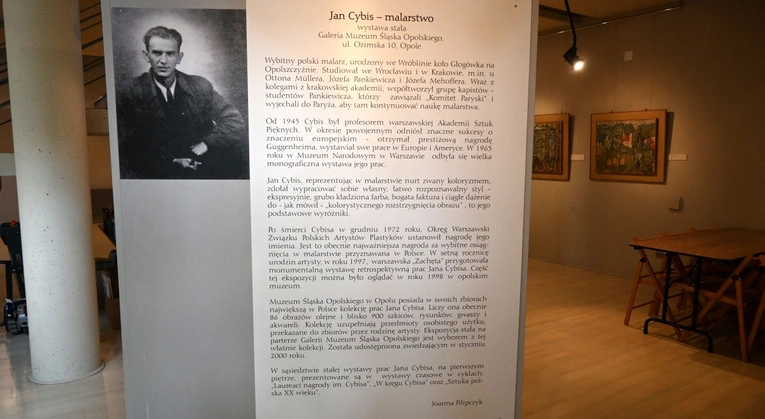 Jan Cybis – malarstwo
wystawa stała
Galeria Muzeum Śląska Opolskiego,
ul. Ozimska 10, Opole
Wybitny polski malarz, urodzony we Wróblinie koło Głogówka na
Opolszczyźnie. Studiował we Wrocławiu i w Krakowie, m.in. u
Ottona Müllera, Józefa Pankiewicza i Józefa Mehoffera. Wraz z
kolegami z krakowskiej akademii, współtworzył grupę kapistów -
studentów Pankiewicza, którzy zawiązali „Komitet Paryski" i
wyjechali do Paryża, aby tam kontynuować naukę malarstwa.
Od 1945 Cybis był profesorem warszawskiej Akademii Sztuk
Pięknych. W okresie powojennym odniósł znaczne sukcesy o
znaczeniu europejskim - otrzymał prestiżową nagrodę
Guggenheima, wystawiał swe prace w Europie i Ameryce. W 1965
roku w Muzeum Narodowym w Warszawie odbyła się wielka
monograficzna wystawa jego prac.
Jan Cybis, reprezentując w malarstwie nurt zwany koloryzmem,
zdołał wypracować sobie własny, łatwo rozpoznawalny styl -
ekspresyjnie, grubo kładziona farba, bogata faktura i ciągłe dążenie
do - jak mówił - „kolorystycznego rozstrzygnięcia obrazu" , to jego
podstawowe wyróżniki.
Po śmierci Cybisa w grudniu 1972 roku, Okręg Warszawski
Związku Polskich Artystów Plastyków ustanowił nagrodę jego
imienia. Jest to obecnie najważniejsza nagroda za wybitne osiąg-
nięcia w malarstwie przyznawana w Polsce. W setną rocznicę
urodzin artysty, w roku 1997, warszawska „Zachęta" przygotowała
monumentalną wystawę retrospektywną prac Jana Cybisa. Część
tej ekspozycji można było oglądać w roku 1998 w opolskim
muzeum.
Muzeum Śląska Opolskiego w Opolu posiada w swoich zbiorach
największą w Polsce kolekcję prac Jana Cybisa. Liczy ona obecnie
86 obrazów olejne i blisko 900 szkiców, rysunków, gwaszy i
akwareli. Kolekcję uzupełniają przedmioty osobistego użytku,
przekazane do zbiorów przez rodzinę artysty. Ekspozycja stała na
parterze Galerii Muzeum Śląska Opolskiego jest wyborem z tej
właśnie kolekcji. Została udostępniona zwiedzającym w styczniu
2000 roku.
W sąsiedztwie stałej wystawy prac Jana Cybisa, na pierwszym
piętrze, prezentowane są w wystawy czasowe w cyklach:
„Laureaci nagrody im. Cybisa", „W kręgu Cybisa" oraz „Sztuka pol-
ska XX wieku".
Joanna Filipczyk